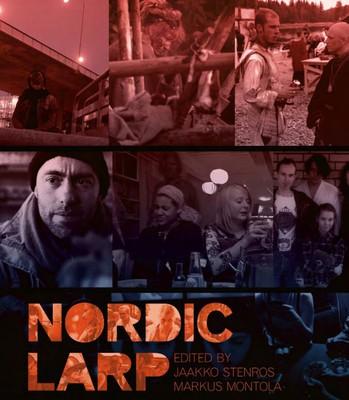 NORDIC
LARP
EDITED BY
JAAKKO STENROS
MARKUS MONTOLA